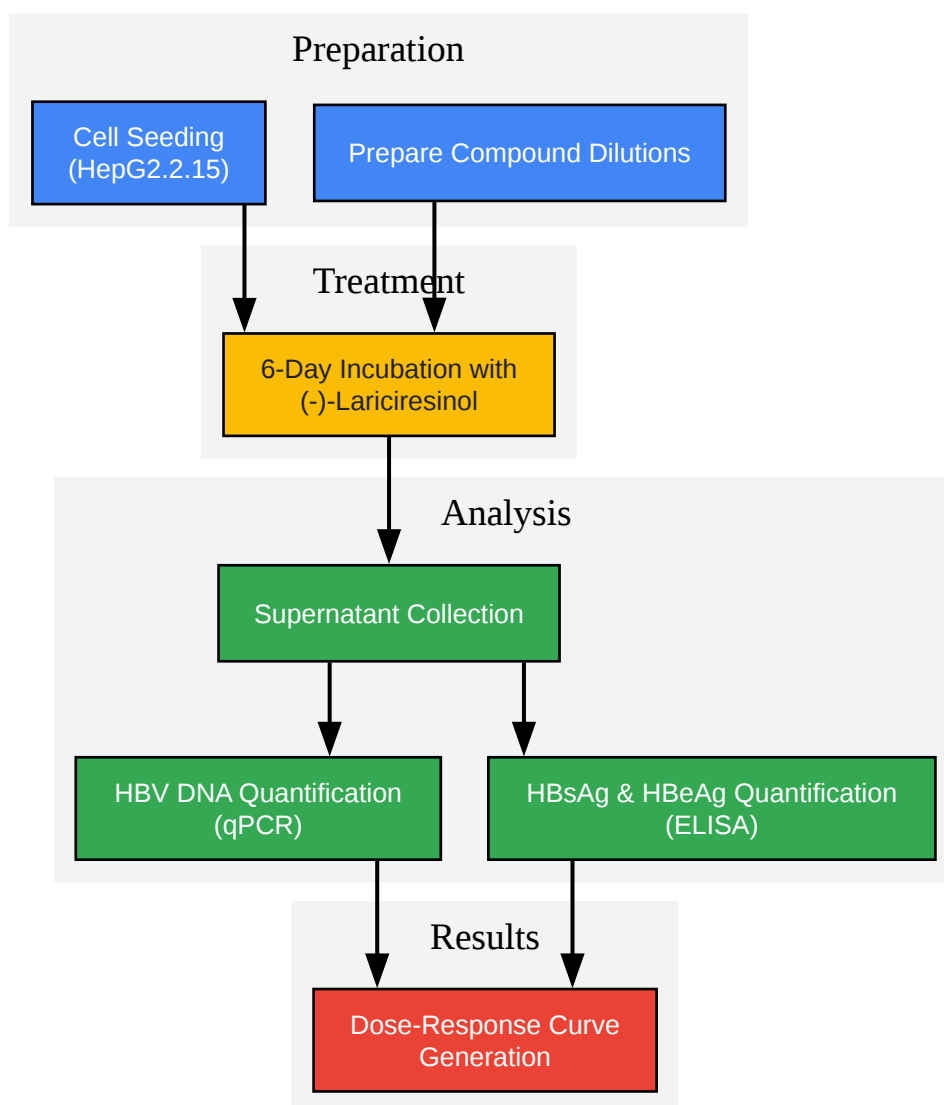 Preparation
Cell Seeding
(HepG2.2.15)
Prepare Compound Dilutions
Treatment
6-Day Incubation with
(-)-Lariciresinol
Analysis
Supernatant Collection
HBV DNA Quantification
(qPCR)
HBsAg & HBeAg Quantification
(ELISA)
Results
Dose-Response Curve
Generation